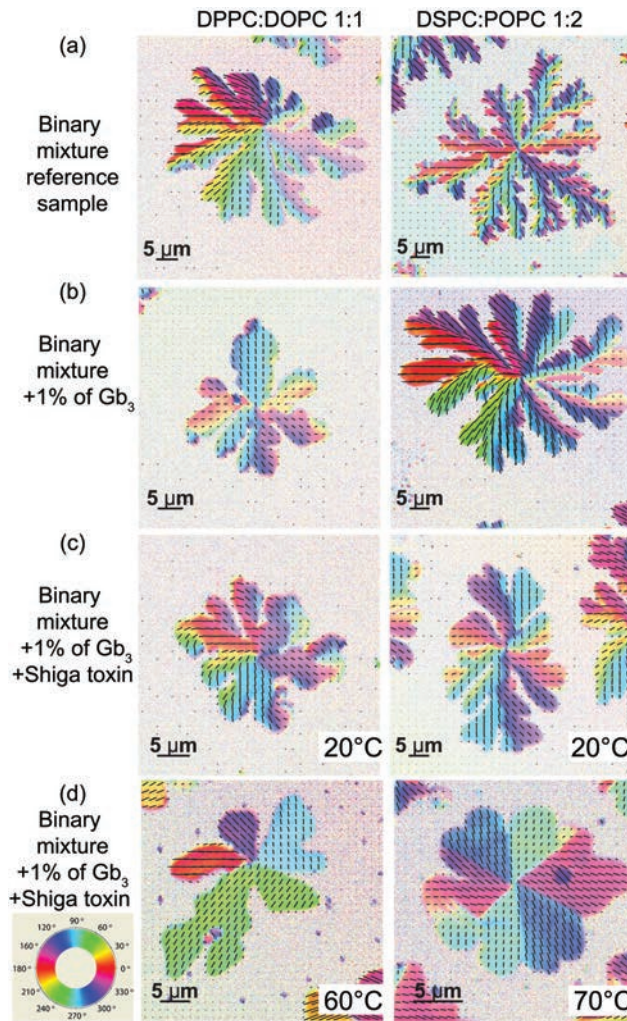 DPPC:DOPC 1:1
DSPC:POPC 1:2
(a)
Binary
mixture
reference
sample
5 μm
5 μm
(b)
Binary
mixture
+1% of Gb3
5 μm
5 μm
(c)
Binary
mixture
+1% of Gb3
+Shiga toxin
5 μm
20°C
5 μm
20°C
(d)
Binary
mixture
+1% of Gb3
+Shiga toxin
90°
120°
60°
160°
30°
180°
0°
210°
330°
240°
300°
270°
5 μm
60°C
5 μm
70°C